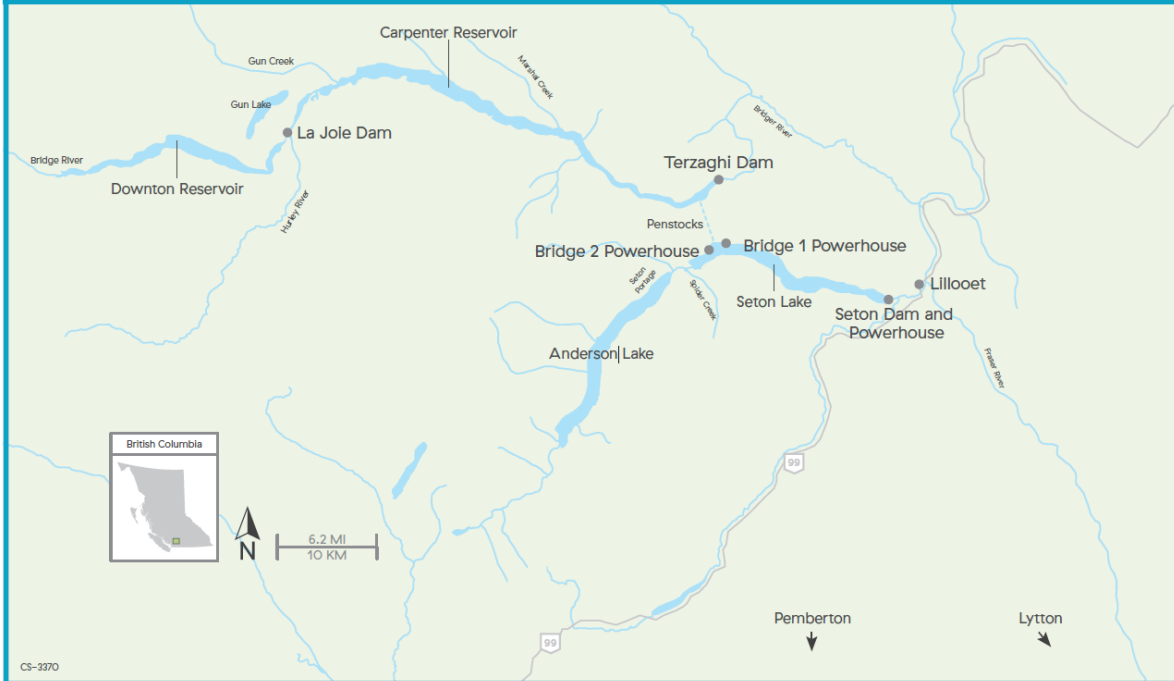 Carpenter Reservoir
Gun Creek
Marshal Creek
Gun Lake
Bridger River
La Joie Dam
Bridge River
Terzaghi Dam
Downton Reservoir
Hurley River
Penstocks
Bridge 1 Powerhouse
Bridge 2 Powerhouse
Seton
Portage
Spider Creek
Lillooet
Seton Lake
Seton Dam and
Powerhouse
Anderson Lake
Fraser River
British Columbia
99
N
6.2 MI
10 KM
Pemberton
Lytton
99
CS-3370